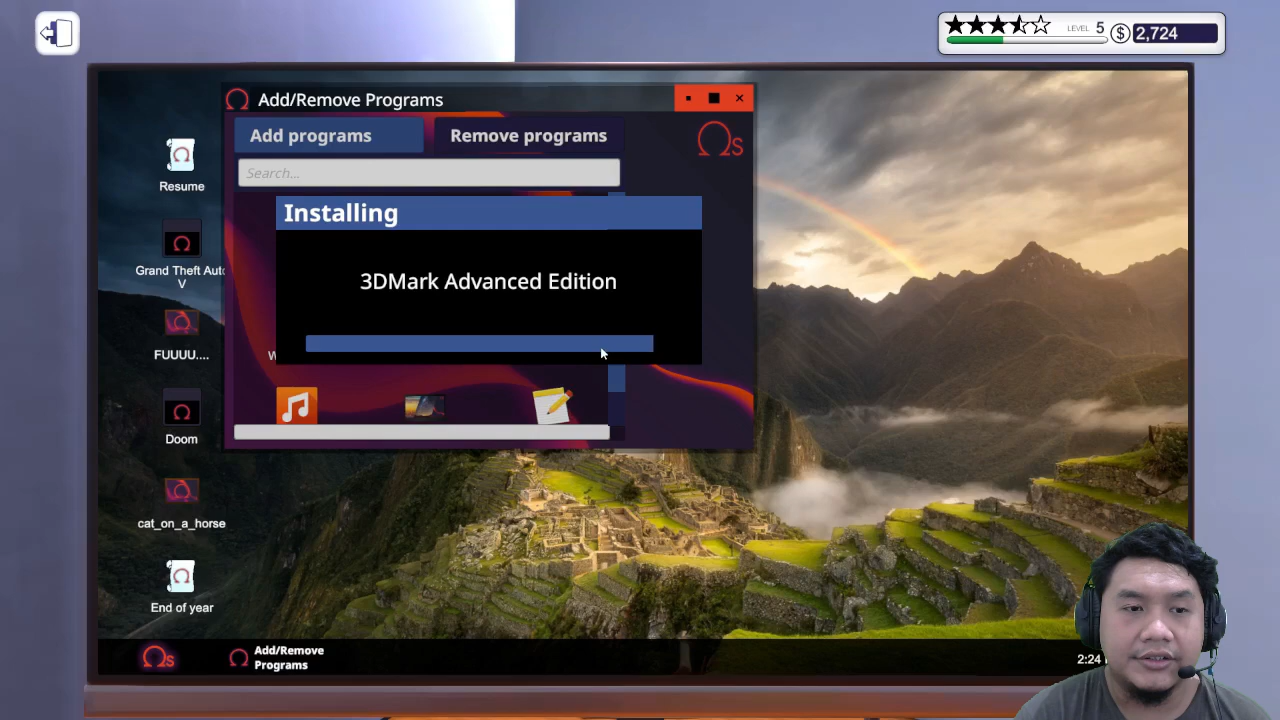 LEVEL 5
$ 2,724
Add/Remove Programs
Add programs
Remove programs
Search...
Installing
3DMark Advanced Edition
Resume
Grand Theft Auto
V
FUUUU....
Doom
cat_on_a_horse
End of year
Add/Remove
Programs
2:24